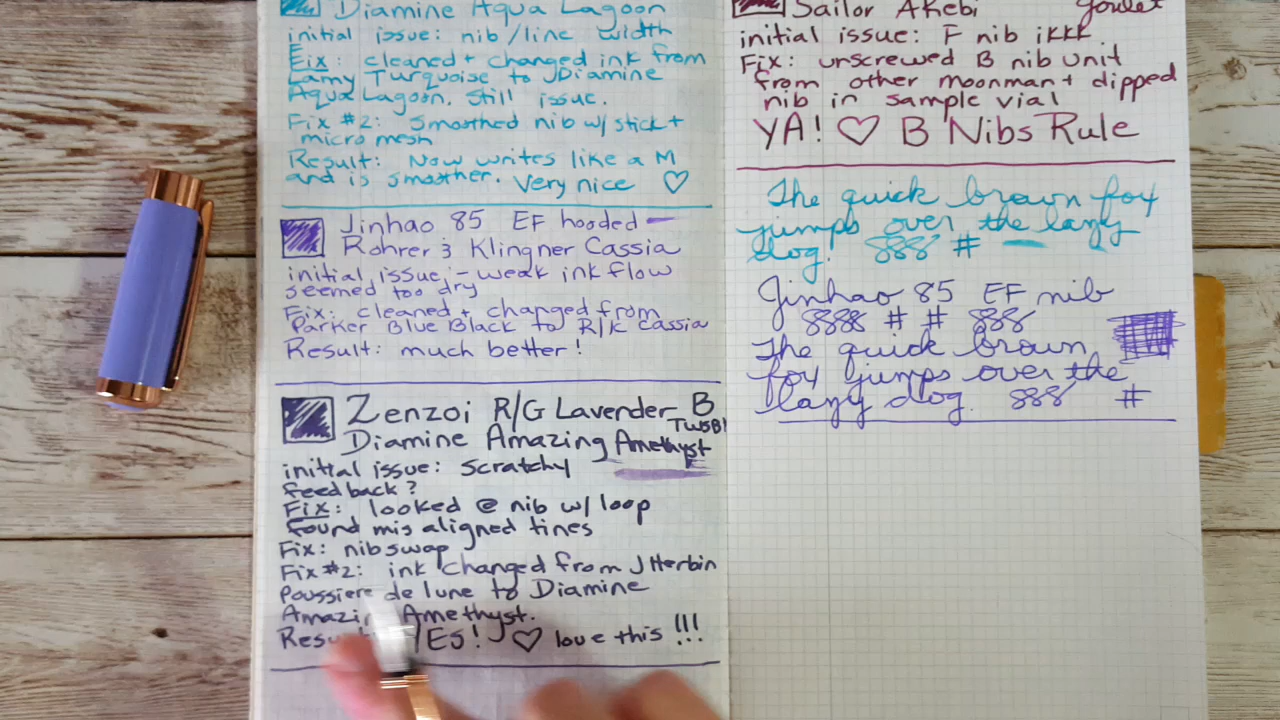 Diamine Aqua Lagoon
initial issue: nib/line width
Fix: cleaned + changed ink from
Lamy Turquoise to Diamine
Aqua Lagoon. Still issue.
Fix #2: Smoothed nib w/ stick +
micro mesh
Result: Now writes like a M
and is smoother. Very nice ♡
Jinhao 85 EF hooded
Rohrer & Klingner Cassia
initial issue - weak ink flow
seemed too dry
Fix: cleaned + changed from
Parker Blue Black to R/K Cassia
Result: much better!
Zenzoi R/G Lavender B
TWSBI
Diamine Amazing Amethyst
initial issue: Scratchy
feedback?
Fix: looked @ nib w/ loop
found mis aligned tines
Fix: nib swap
Fix #2: ink changed from J Herbin
poussiere de lune to Diamine
Amazing Amethyst.
Result: YES! ♡ love this !!!
Sailor Akebi Goulet
initial issue: F nib ikkk
Fix: unscrewed B nib unit
from other moonman + dipped
nib in sample vial
YA! ♡ B Nibs Rule
The quick brown fox
jumps over the lazy
dog. 888 #
Jinhao 85 EF nib
8888 # # 888
The quick brown
fox jumps over the
lazy dog. 888 #